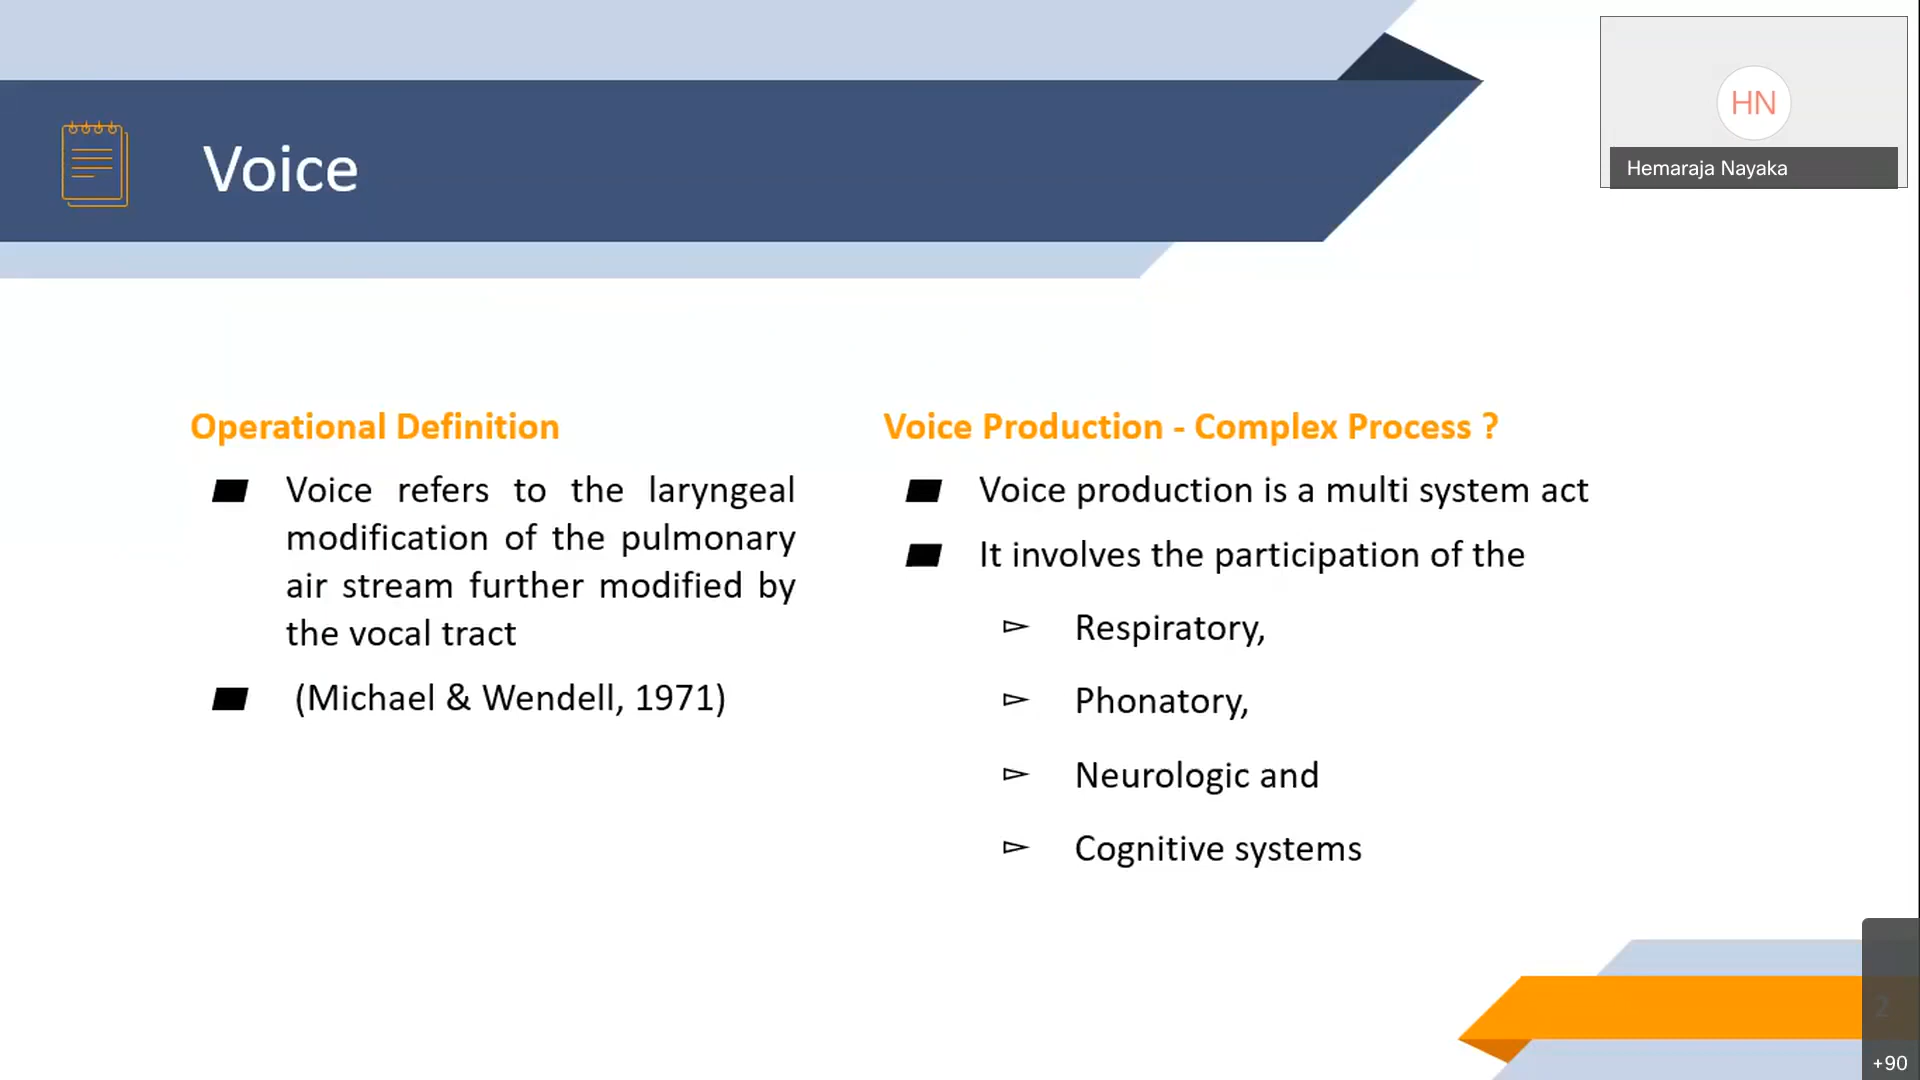 Voice
HN
Hemaraja Nayaka
Operational Definition
Voice refers to the laryngeal
modification of the pulmonary
air stream further modified by
the vocal tract
(Michael & Wendell, 1971)
Voice Production - Complex Process ?
Voice production is a multi system act
It involves the participation of the
Respiratory,
Phonatory,
Neurologic and
Cognitive systems
2
+90